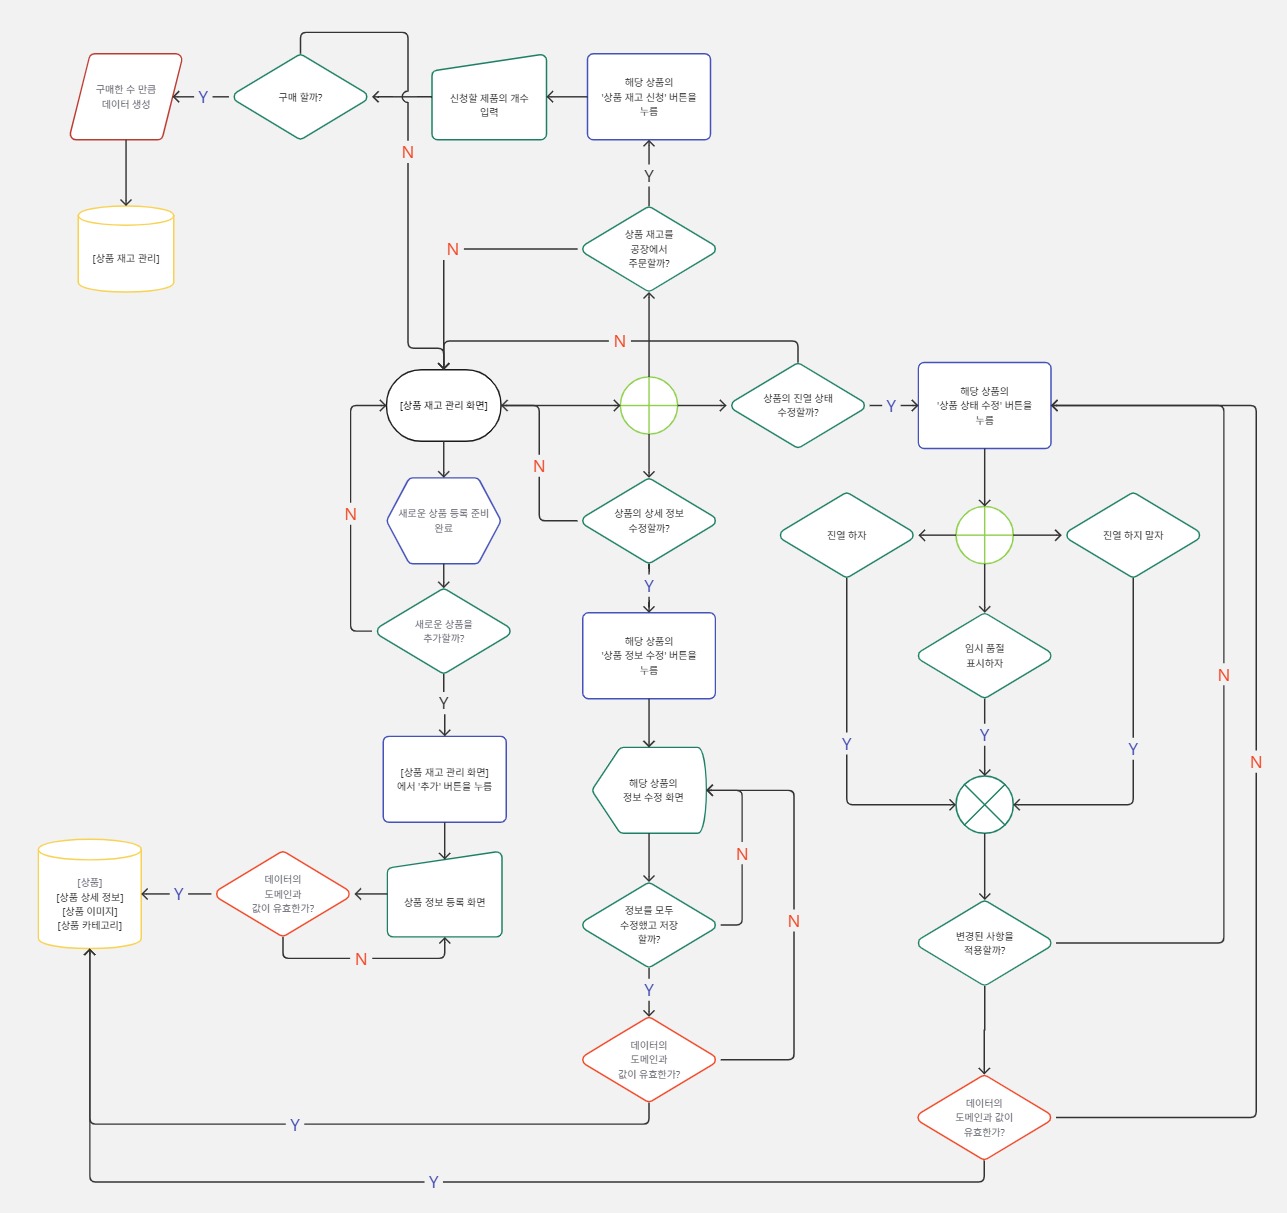 구매한 수 만큼
데이터 생성
Y
구매 할까?
신청할 제품의 개수
입력
해당 상품의
'상품 재고 신청' 버튼을
누름
N
Y
[상품 재고 관리]
N
상품 재고를
공장에서
주문할까?
N
[상품 재고 관리 화면]
상품의 진열 상태
수정할까?
Y
해당 상품의
'상품 상태 수정' 버튼을
누름
N
N
새로운 상품 등록 준비
완료
상품의 상세 정보
수정할까?
진열 하자
진열 하지 말자
Y
새로운 상품을
추가할까?
해당 상품의
'상품 정보 수정' 버튼을
누름
임시 품절
표시하자
N
Y
Y
Y
Y
N
[상품 재고 관리 화면]
에서 '추가' 버튼을 누름
해당 상품의
정보 수정 화면
N
[상품]
[상품 상세 정보]
[상품 이미지]
[상품 카테고리]
Y
데이터의
도메인과
값이 유효한가?
상품 정보 등록 화면
N
정보를 모두
수정했고 저장
할까?
N
변경된 사항을
적용할까?
Y
데이터의
도메인과
값이 유효한가?
데이터의
도메인과 값이
유효한가?
Y
Y